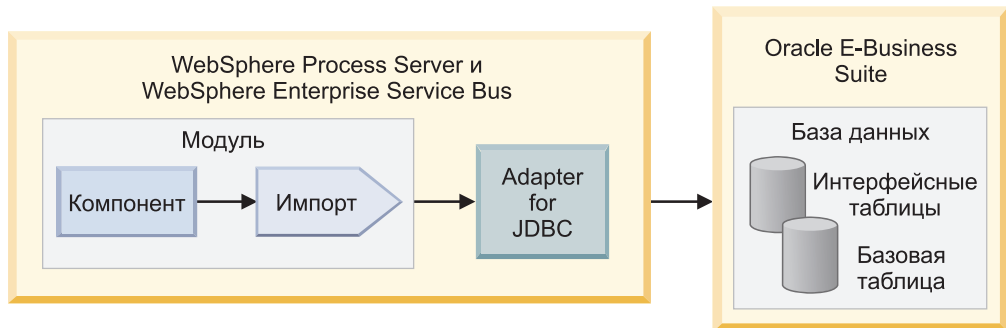 WebSphere Process Server и
WebSphere Enterprise Service Bus
Модуль
Компонент
Импорт
Adapter
for
JDBC
Oracle E-Business
Suite
База данных
Интерфейсные
таблицы
Базовая
таблица